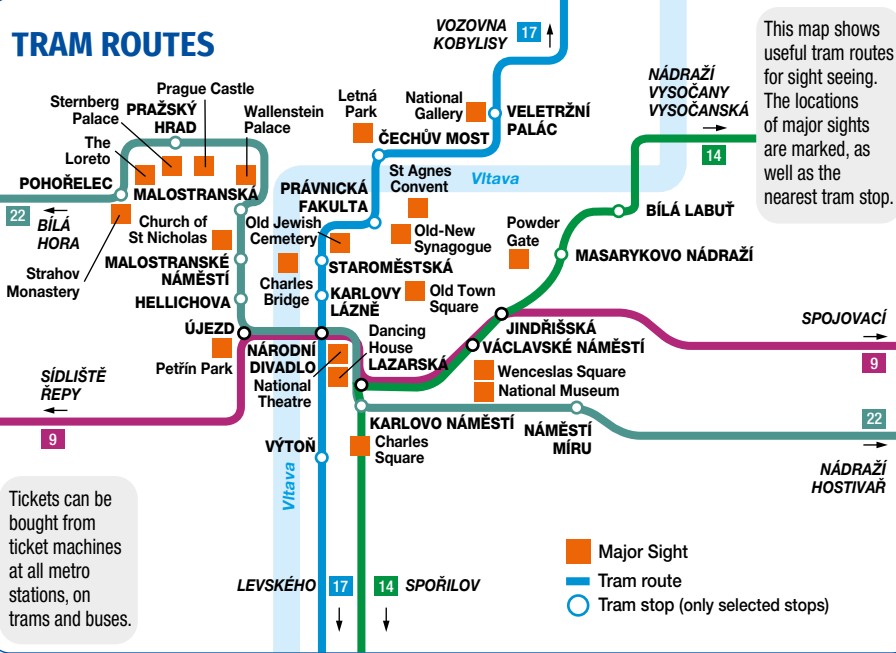 TRAM ROUTES
VOZOVNA
KOBYLISY
17
This map shows
useful tram routes
for sight seeing.
The locations
of major sights
are marked, as
well as the
nearest tram stop.
NÁDRAŽÍ
VYSOČANY
VYSOČANSKÁ
14
Prague Castle
Sternberg
Palace
PRAŽSKÝ
HRAD
Wallenstein
Palace
The
Loreto
Letná
Park
National
Gallery
VELETRŽNÍ
PALÁC
ČECHŮV MOST
POHOŘELEC
MALOSTRANSKÁ
PRÁVNICKÁ
FAKULTA
St Agnes
Convent
Vltava
22
BÍLÁ
HORA
Church of
St Nicholas
Old Jewish
Cemetery
Old-New
Synagogue
Powder
Gate
BÍLÁ LABUŤ
Strahov
Monastery
MALOSTRANSKÉ
NÁMĚSTÍ
STAROMĚSTSKÁ
MASARYKOVO NÁDRAŽÍ
Charles
Bridge
HELLICHOVA
KARLOVY
LÁZNĚ
Old Town
Square
ÚJEZD
Dancing
House
JINDŘIŠSKÁ
SPOJOVACÍ
9
Petřín Park
NÁRODNÍ
DIVADLO
National
Theatre
LAZARSKÁ
VÁCLAVSKÉ NÁMĚSTÍ
Wenceslas Square
National Museum
SÍDLIŠTĚ
ŘEPY
9
KARLOVO NÁMĚSTÍ
NÁMĚSTÍ
MÍRU
22
NÁDRAŽÍ
HOSTIVAŘ
VÝTOŇ
Charles
Square
Vltava
Tickets can be
bought from
ticket machines
at all metro
stations, on
trams and buses.
LEVSKÉHO 17
14 SPOŘILOV
Major Sight
Tram route
Tram stop (only selected stops)